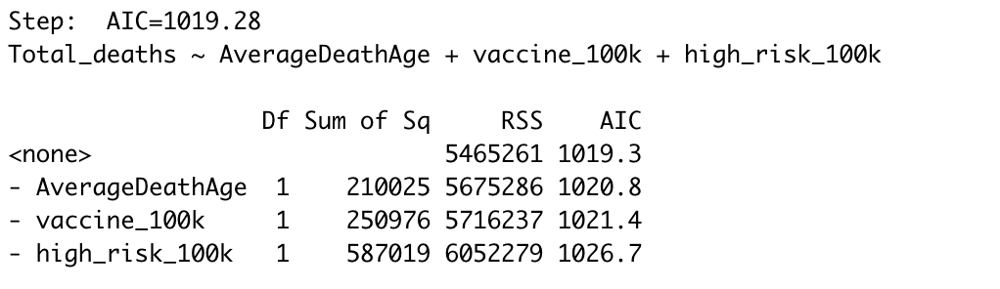 Step:  AIC=1019.28
Total_deaths ~ AverageDeathAge + vaccine_100k + high_risk_100k

                  Df Sum of Sq     RSS    AIC
<none>                         5465261 1019.3
- AverageDeathAge  1    210025 5675286 1020.8
- vaccine_100k     1    250976 5716237 1021.4
- high_risk_100k   1    587019 6052279 1026.7